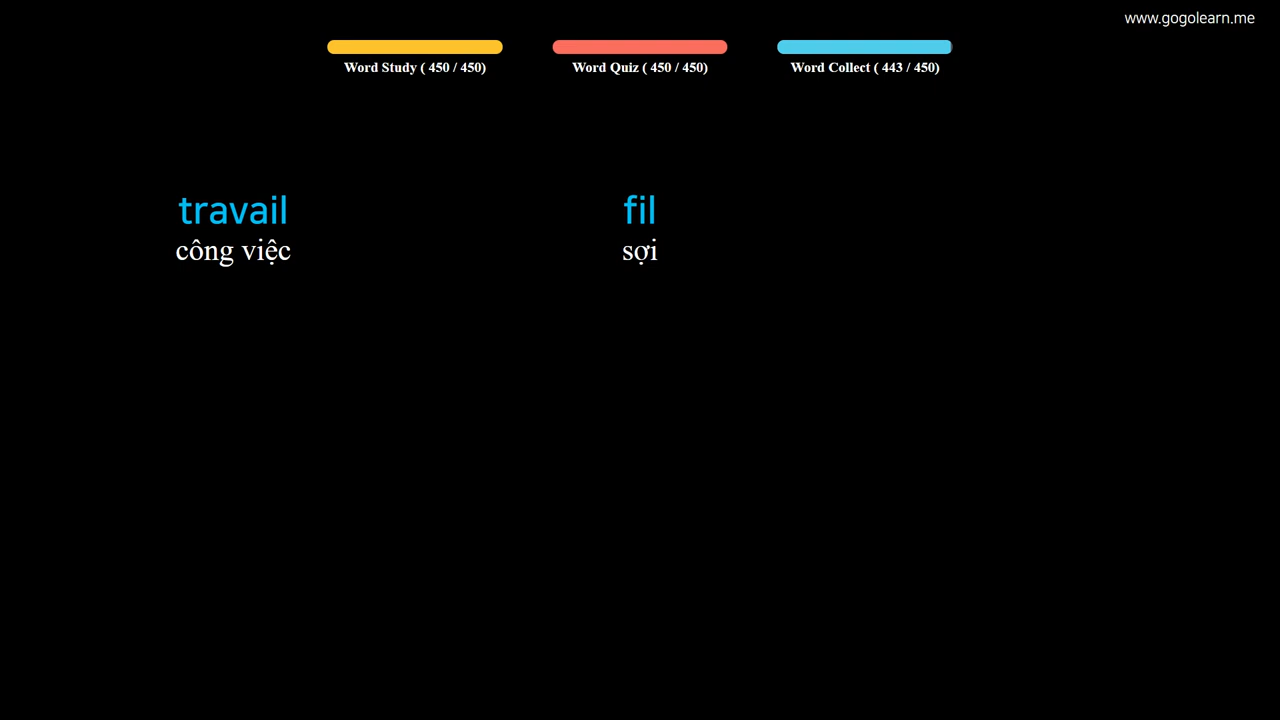 www.gogolearn.me
Word Study ( 450 / 450)
Word Quiz ( 450 / 450)
Word Collect ( 443 / 450)
travail
công việc
fil
sợi